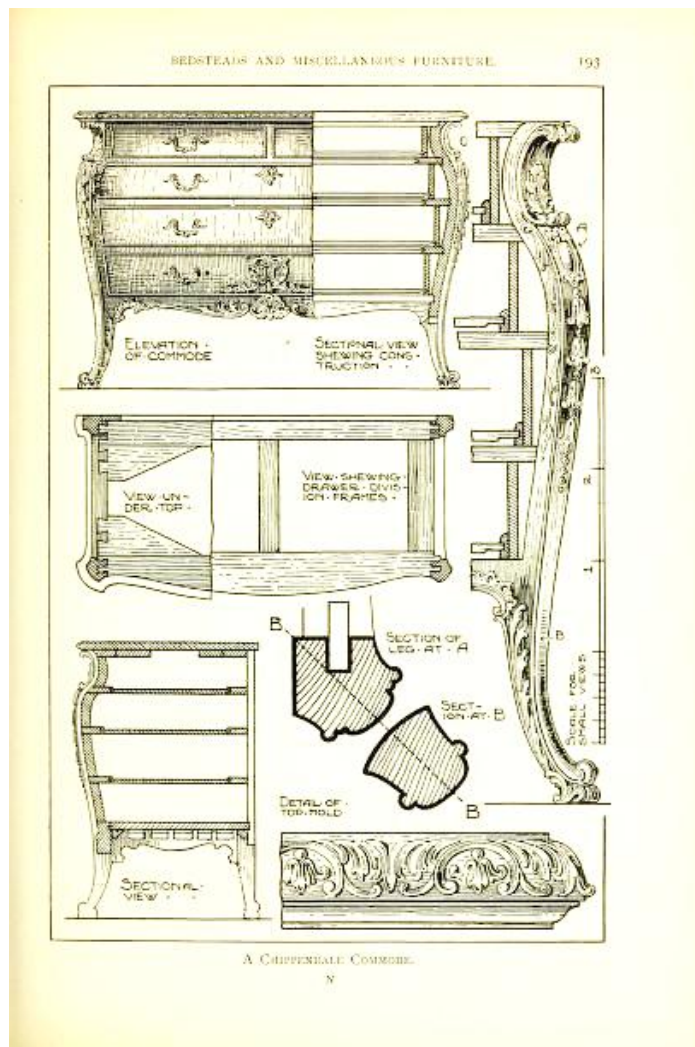 BEDSTEADS AND MISCELLANEOUS FURNITURE.
193
ELEVATION ·
OF · COMMODE
SECTIONAL · VIEW
SHEWING CONS ·
TRUCTION · ·
C
A
3
2
1
VIEW · UN ·
DER · TOP ·
VIEW · SHEWING ·
DRAWER · DIVIS ·
ION · FRAMES ·
B
SECTION OF
LEG · AT · A
B
SECT ·
ION · AT · B
SCALE FOR
SMALL VIEWS
DETAIL OF ·
TOP · MOLD
B
SECTIONAL ·
VIEW · ·
A CHIPPENDALE COMMODE.
N